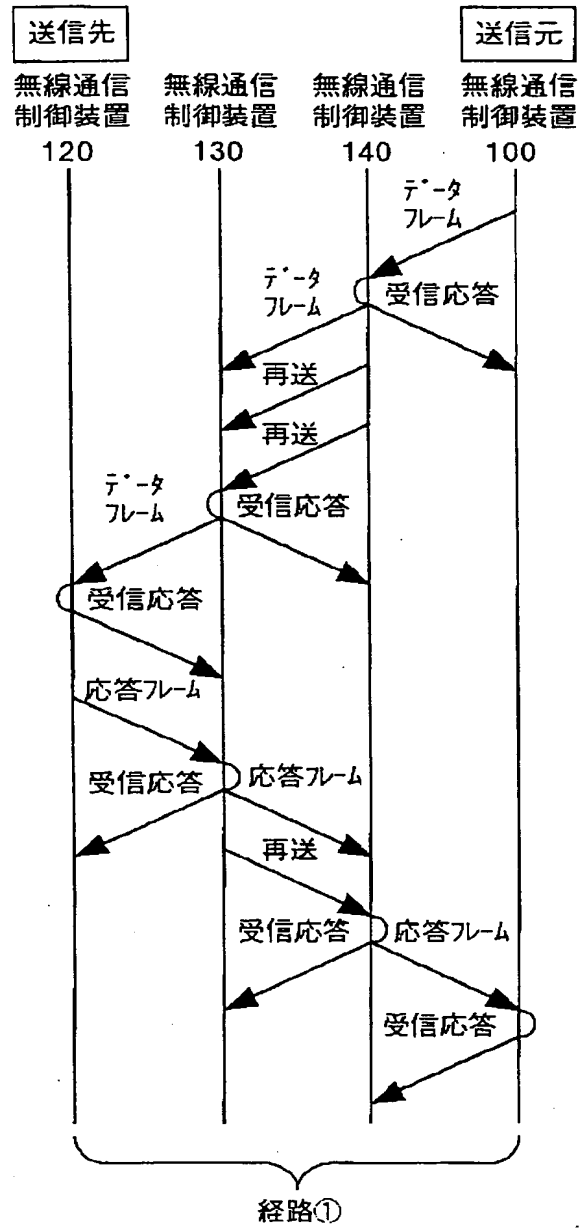 送信先
送信元
無線通信
制御装置
120
無線通信
制御装置
130
無線通信
制御装置
140
無線通信
制御装置
100
データ
フレーム
データ
フレーム
受信応答
再送
再送
データ
フレーム
受信応答
受信応答
応答フレーム
受信応答
応答フレーム
再送
受信応答
応答フレーム
受信応答
経路①